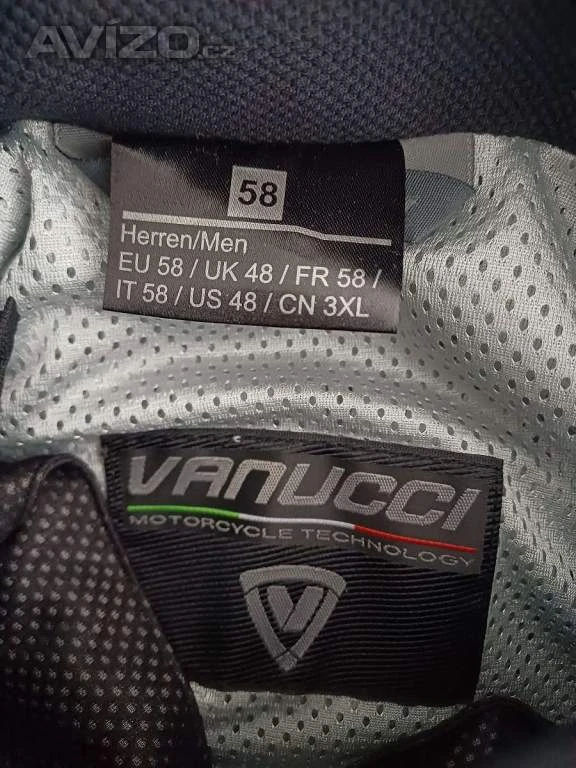 AVÍZO.cz
58
Herren/Men
EU 58 / UK 48 / FR 58 /
IT 58 / US 48 / CN 3XL
VANUCCI
MOTORCYCLE TECHNOLOGY
V